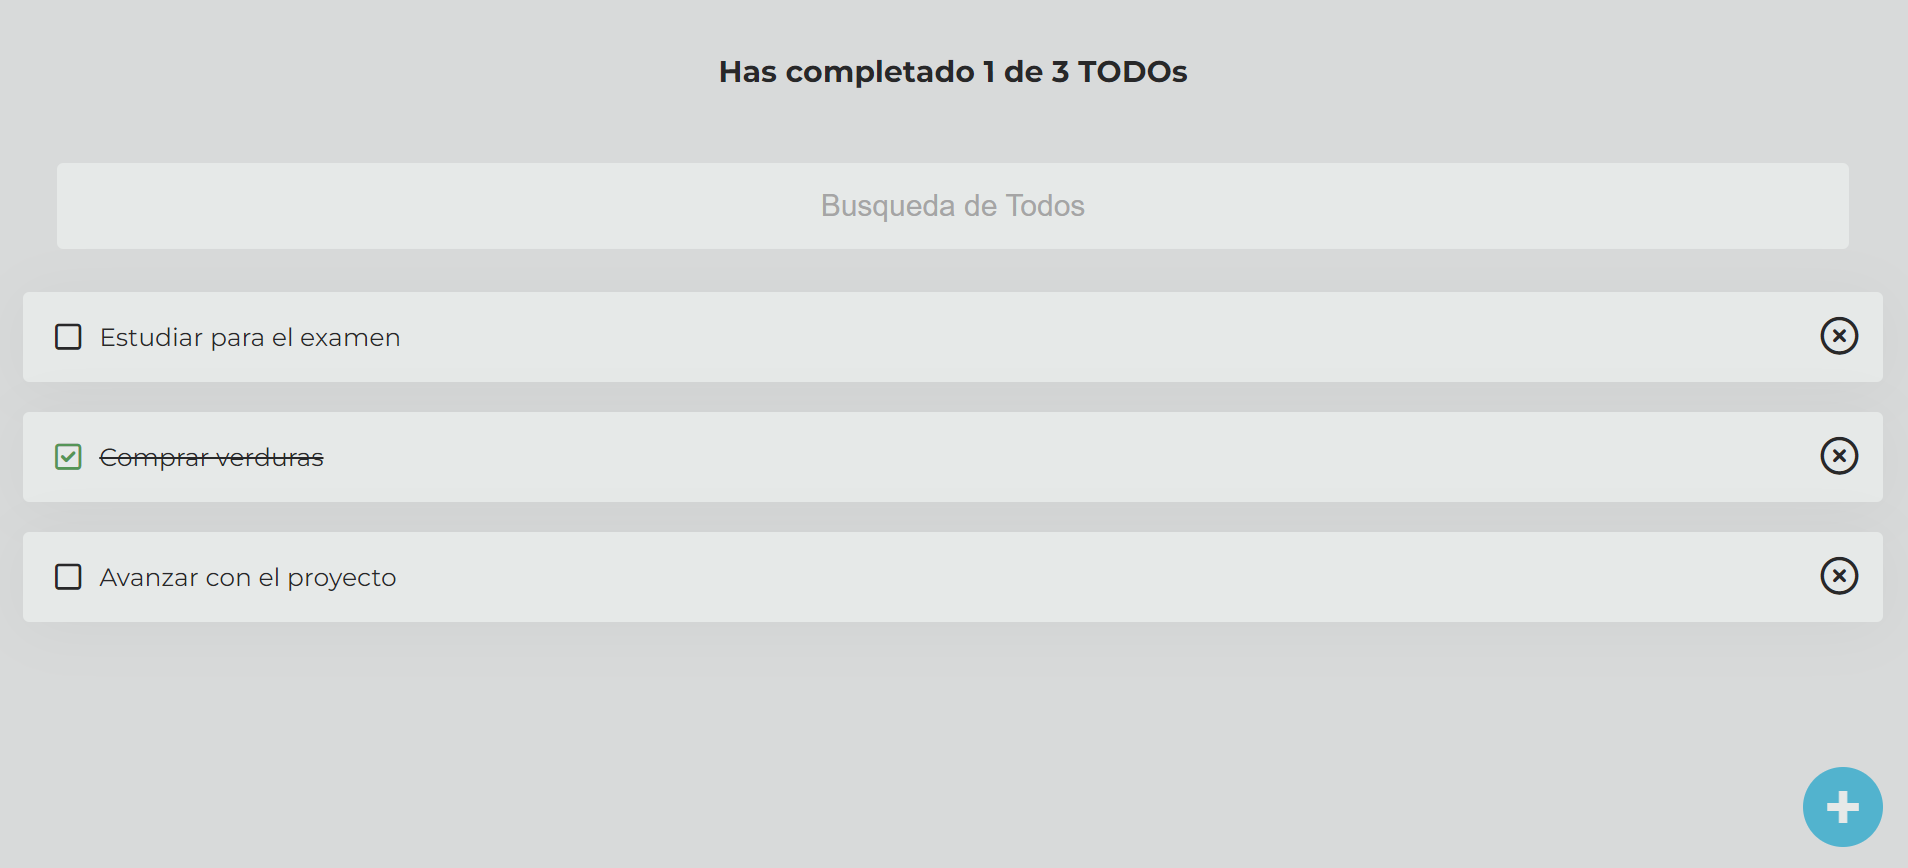 Has completado 1 de 3 TODOs
Busqueda de Todos
Estudiar para el examen
Comprar verduras
Avanzar con el proyecto